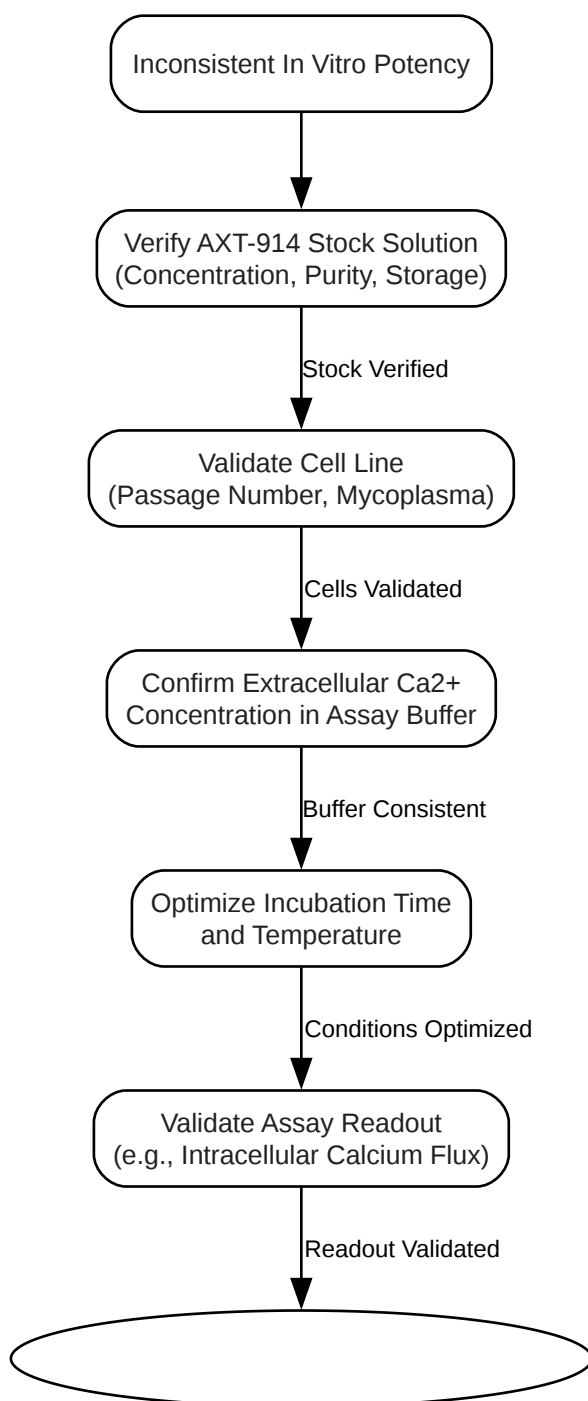 Inconsistent In Vitro Potency
Verify AXT-914 Stock Solution
(Concentration, Purity, Storage)
Stock Verified
Validate Cell Line
(Passage Number, Mycoplasma)
Cells Validated
Confirm Extracellular Ca2+
Concentration in Assay Buffer
Buffer Consistent
Optimize Incubation Time
and Temperature
Conditions Optimized
Validate Assay Readout
(e.g., Intracellular Calcium Flux)
Readout Validated